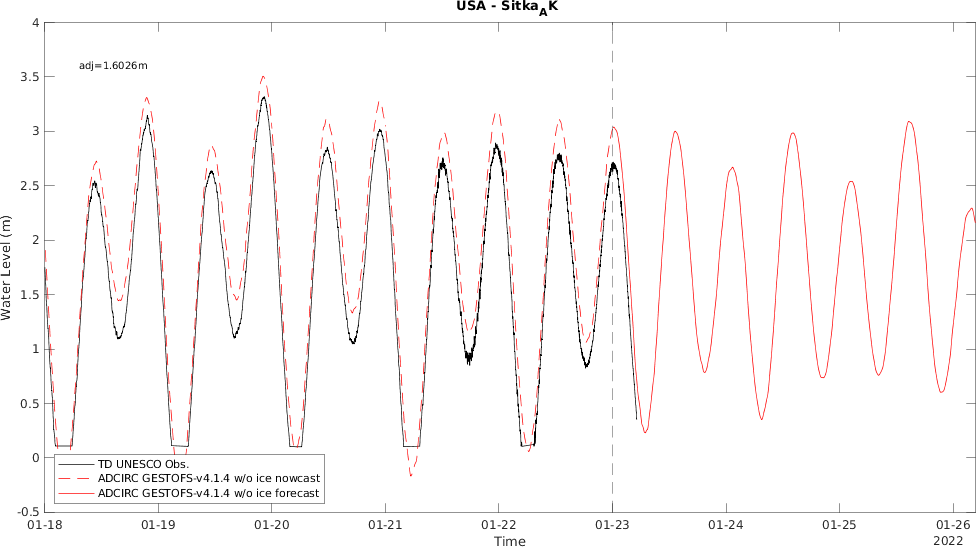 USA - Sitka_AK
adj=1.6026m
4
3.5
3
2.5
2
1.5
1
0.5
0
-0.5
Water Level (m)
TD UNESCO Obs.
ADCIRC GESTOFS-v4.1.4 w/o ice nowcast
ADCIRC GESTOFS-v4.1.4 w/o ice forecast
01-18 01-19 01-20 01-21 01-22 01-23 01-24 01-25 01-26
Time
2022